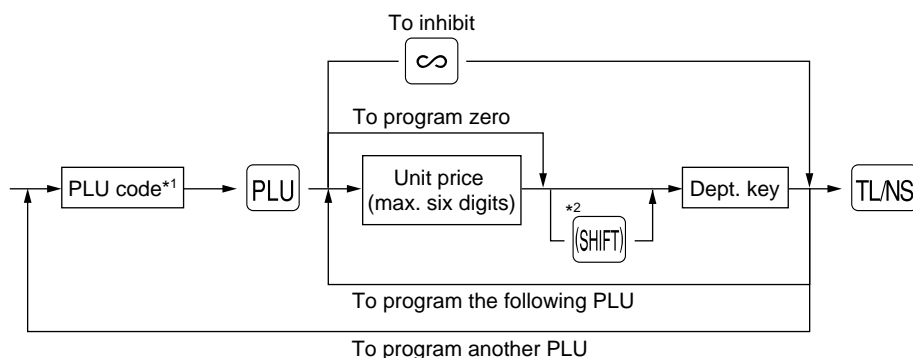 To inhibit
∞
To program zero
PLU code*1
PLU
Unit price
(max. six digits)
*2
(SHIFT)
Dept. key
TL/NS
To program the following PLU
To program another PLU